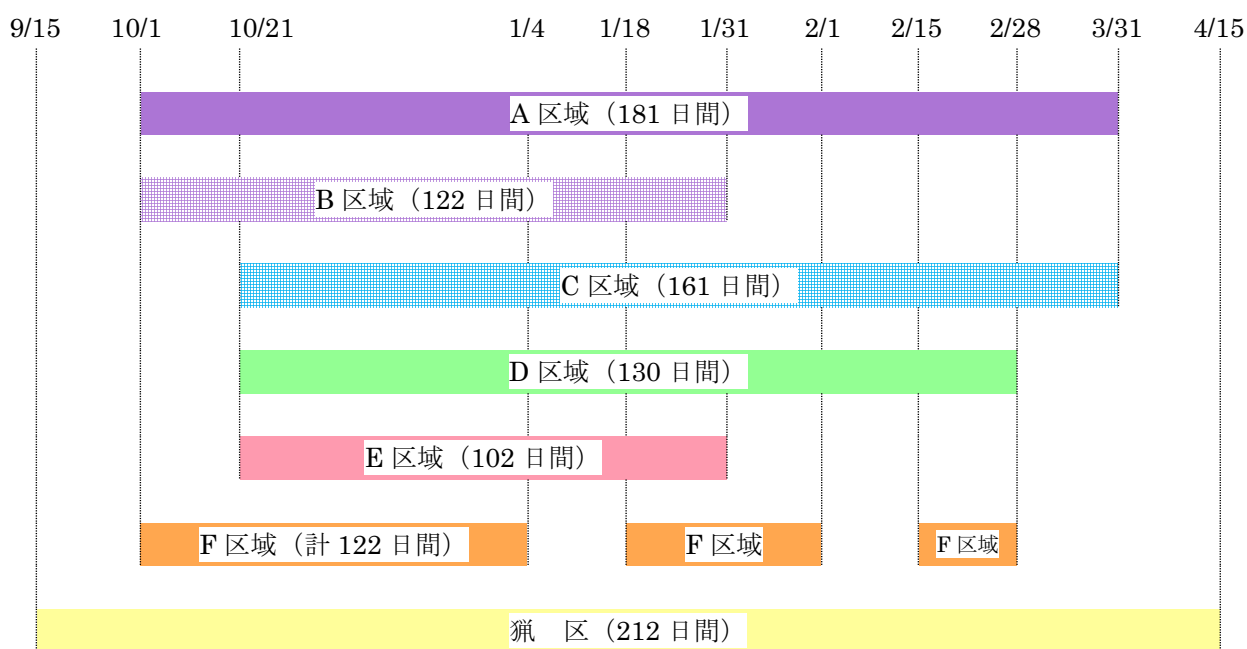 9/15 10/1 10/21 1/4 1/18 1/31 2/1 2/15 2/28 3/31 4/15
A 区域（181 日間）
B 区域（122 日間）
C 区域（161 日間）
D 区域（130 日間）
E 区域（102 日間）
F 区域（計 122 日間） F 区域 F 区域
猟　区（212 日間）